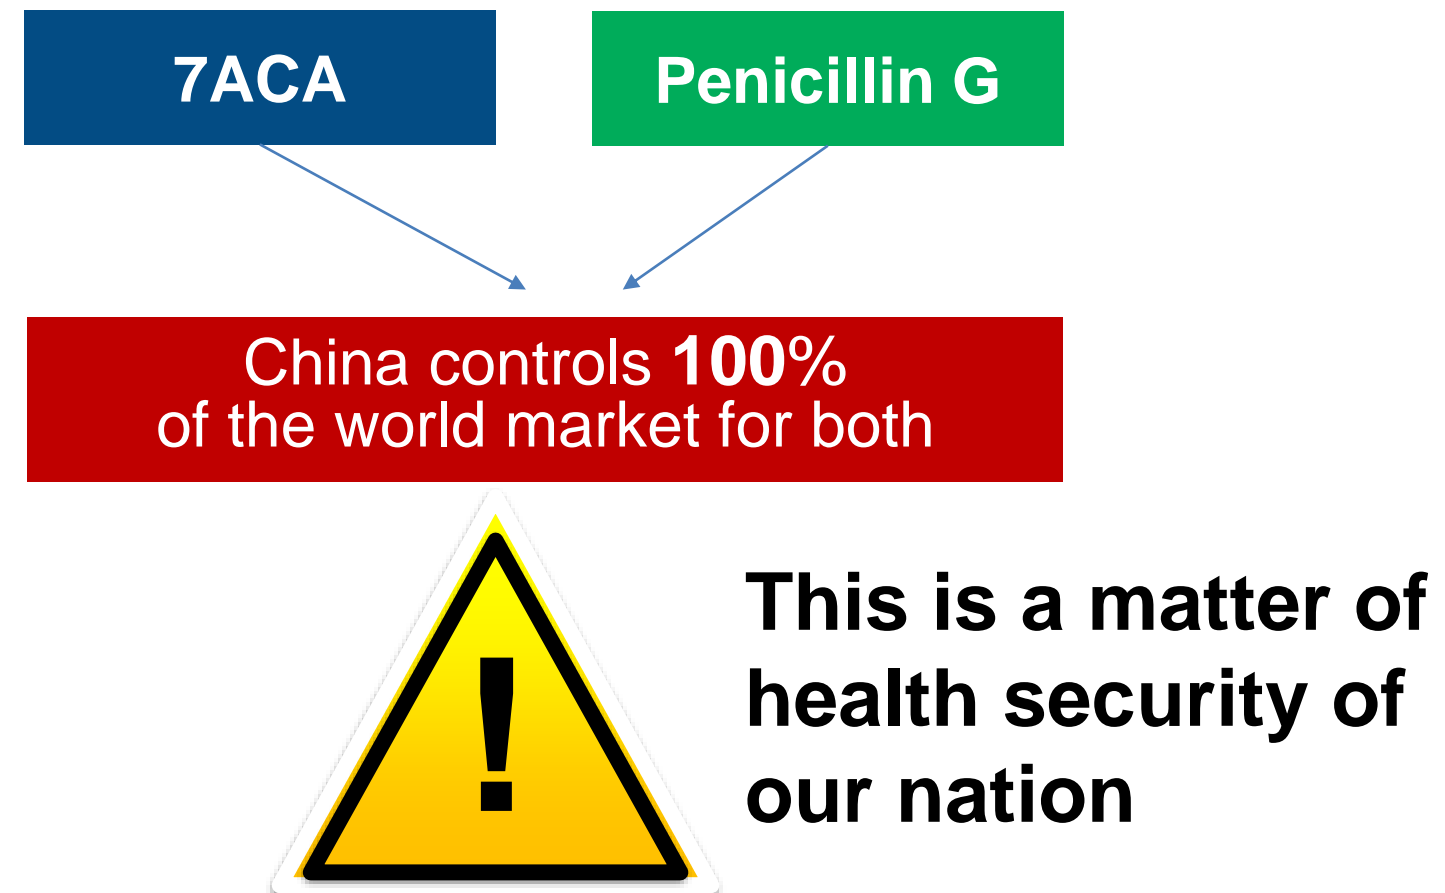 7ACA
Penicillin G
China controls 100%
of the world market for both
!
This is a matter of
health security of
our nation